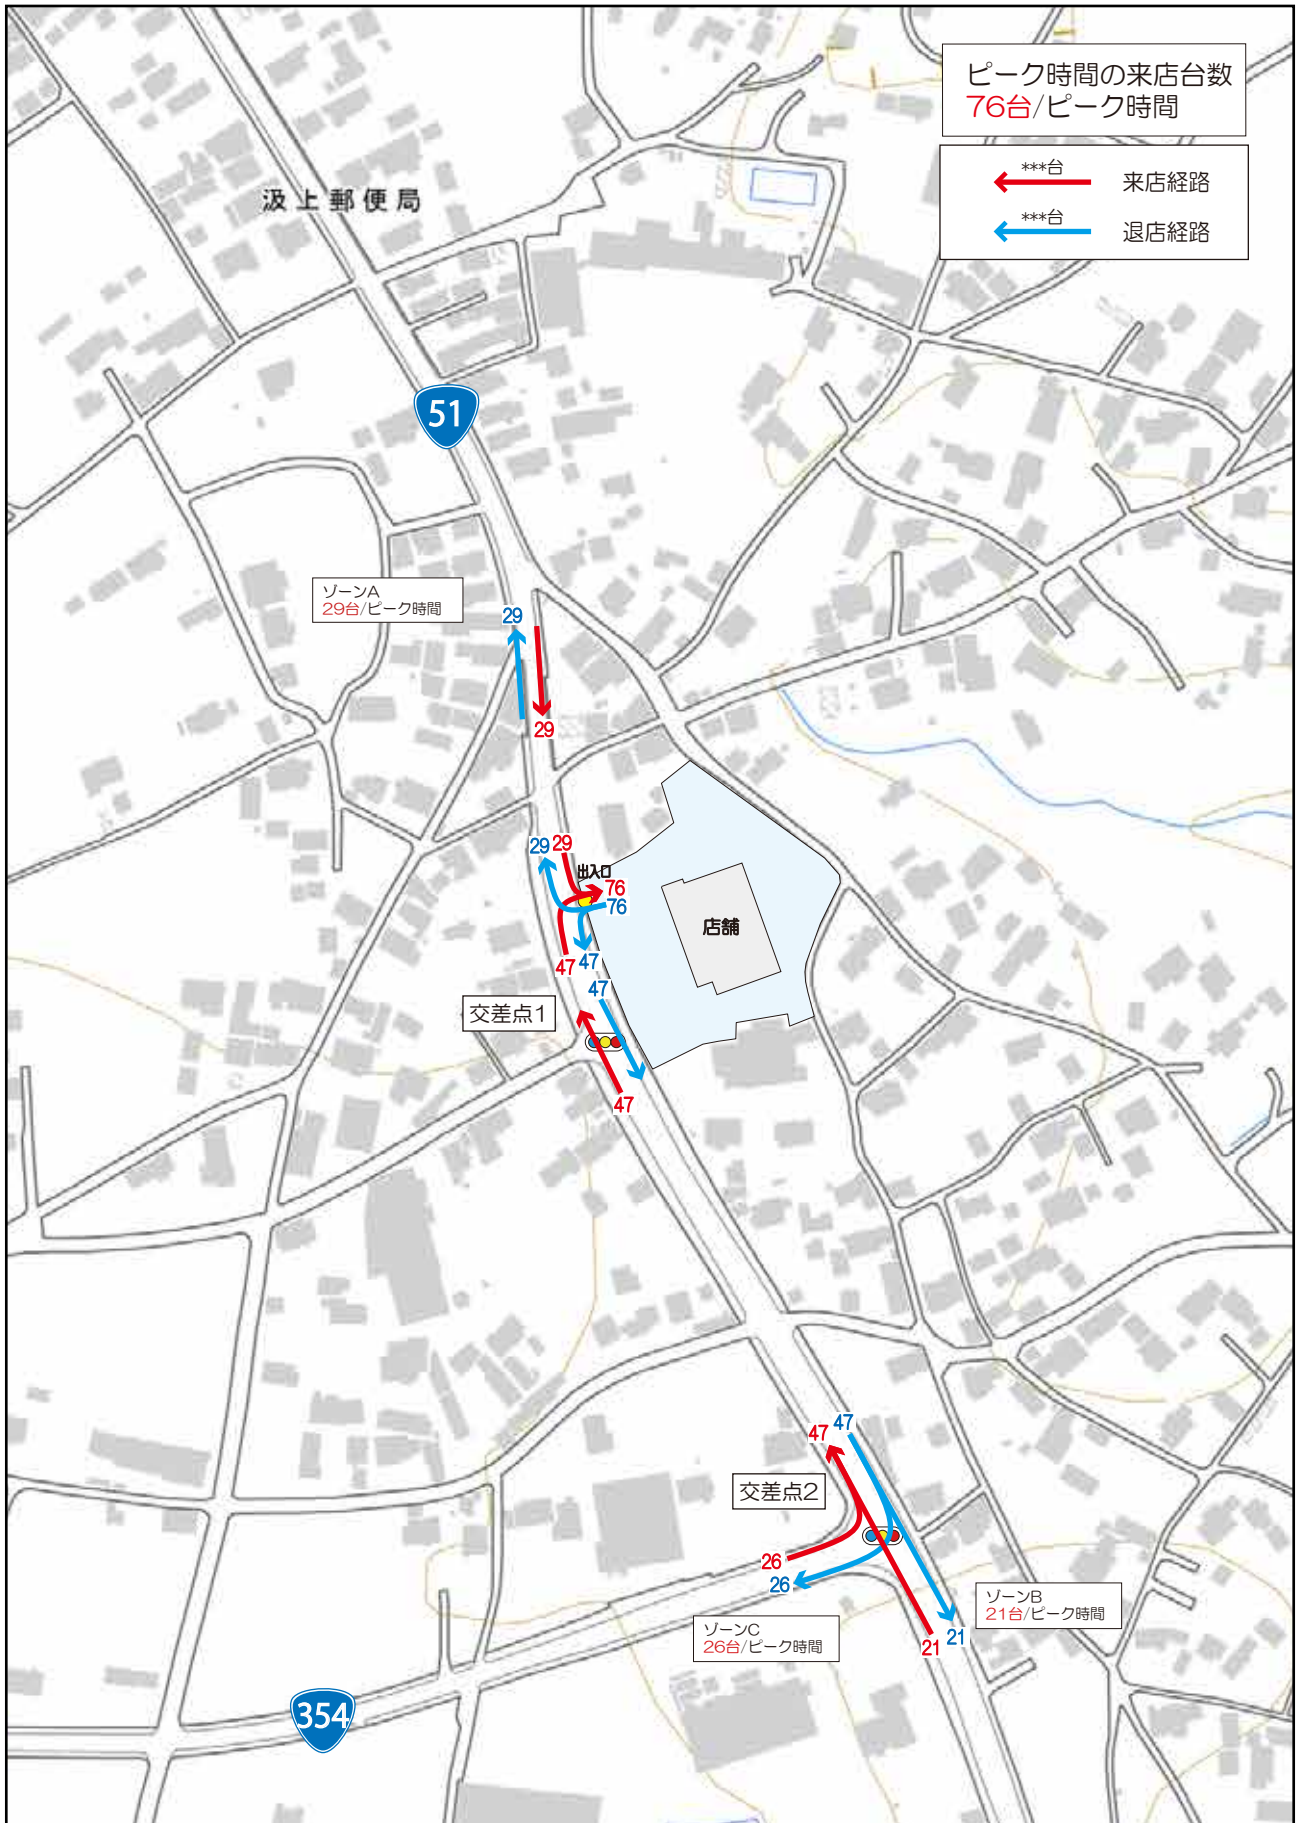 ピーク時間の来店台数
76台/ピーク時間
***台
来店経路
***台
退店経路
汲上郵便局
51
ゾーンA
29台/ピーク時間
29
29
29
29
出入口
76
76
店舗
47
47
47
交差点1
47
47
47
交差点2
26
26
ゾーンB
21台/ピーク時間
ゾーンC
26台/ピーク時間
21
21
354